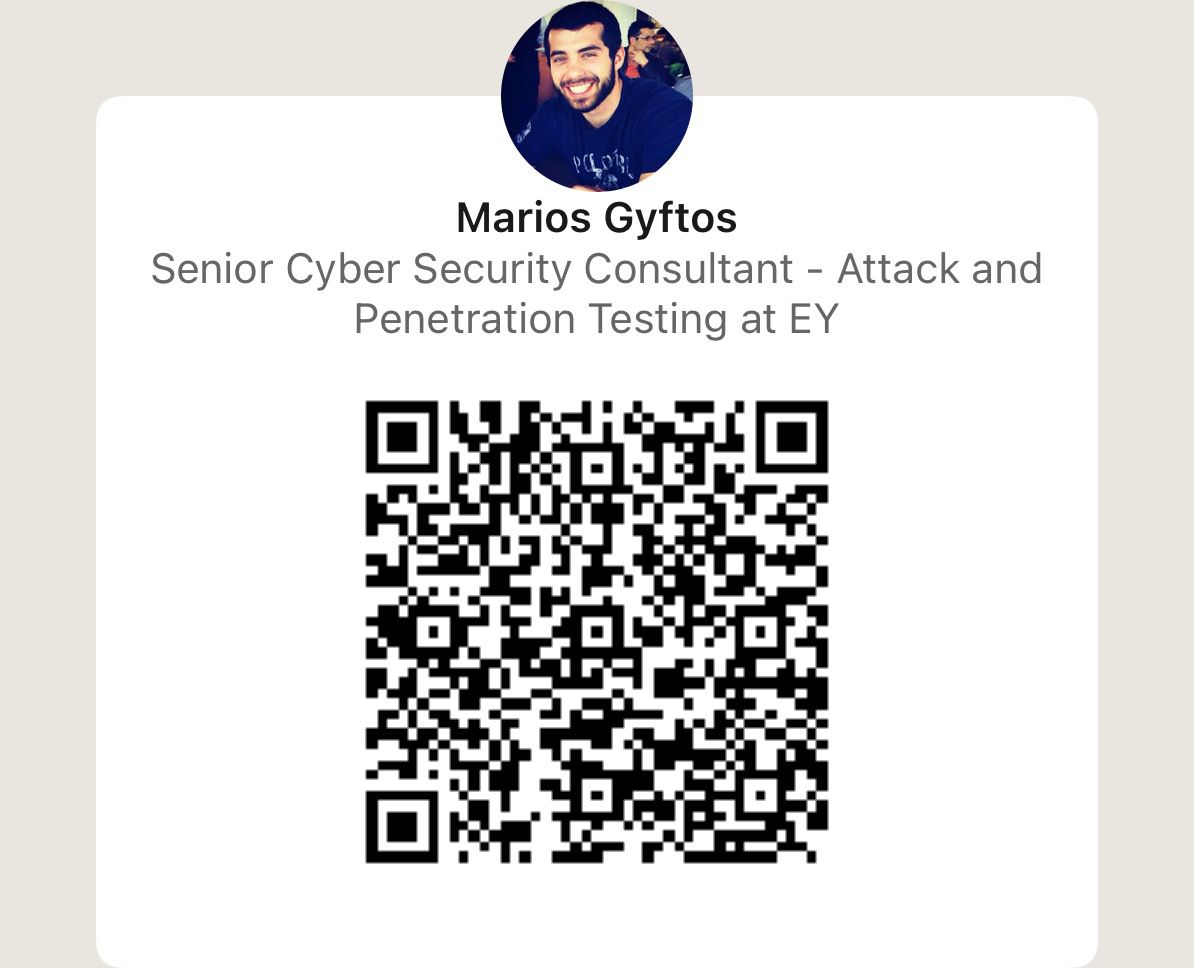 Marios Gyftos
Senior Cyber Security Consultant - Attack and
Penetration Testing at EY